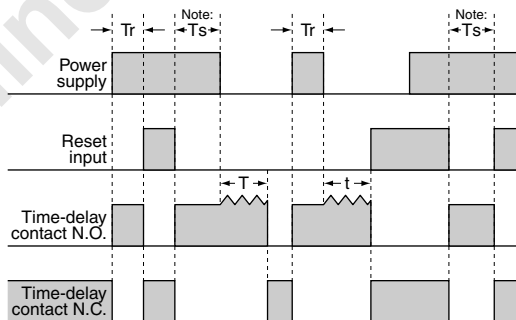 Note:
Note:
Tr
Ts
Tr
Ts
Power
supply
Reset
input
T
t
Time-delay
contact N.O.
Time-delay
contact N.C.